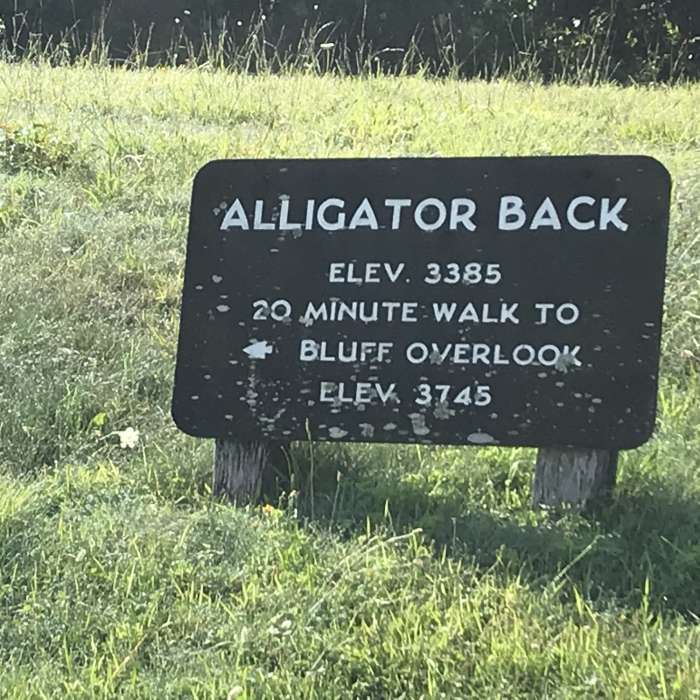 ALLIGATOR BACK
ELEV. 3385
20 MINUTE WALK TO
BLUFF OVERLOOK
ELEV. 3745